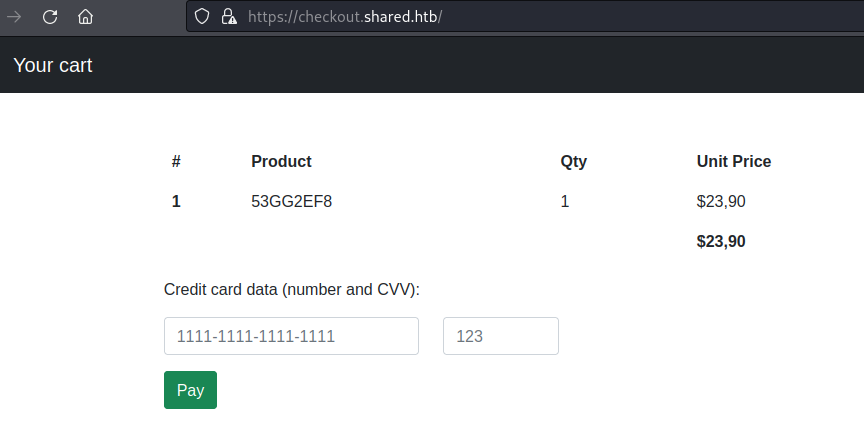 https://checkout.shared.htb/
Your cart
# Product Qty Unit Price
1 53GG2EF8 1 $23,90
$23,90
Credit card data (number and CVV):
1111-1111-1111-1111 123
Pay